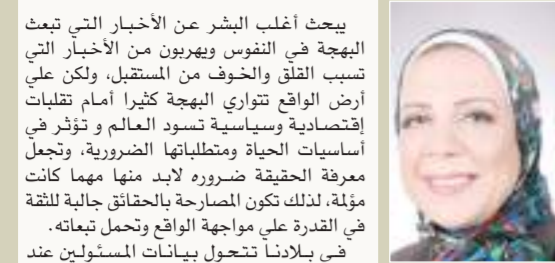 يبحث أغلب البشر عن الأخبار التي تبعث
البهجة في النفوس ويهربون من الأخبار التي
تسبب القلق والخوف من المستقبل، ولكن علي
أرض الواقع تتواري البهجة كثيرا أمام تقلبات
إقتصادية وسياسية تسود العالم و تؤثر في
أساسيات الحياة ومتطلباتها الضرورية، وتجعل
معرفة الحقيقة ضروره لابد منها مهما كانت
مؤلمة، لذلك تكون المصارحة بالحقائق جالبة للثقة
في القدرة علي مواجهة الواقع وتحمل تبعاته.
في بلادنا تتحول بيانات المسئولين عند